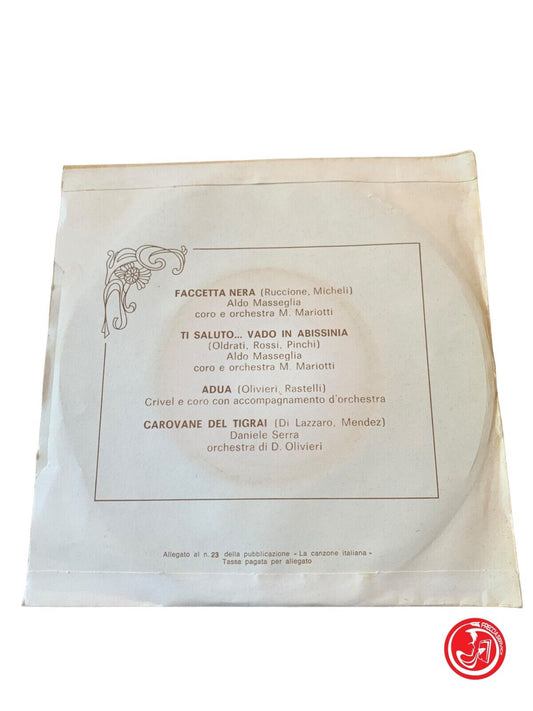 FACCETTA NERA (Ruccione, Micheli)
Aldo Masseglia
coro e orchestra M. Mariotti
TI SALUTO... VADO IN ABISSINIA
(Oldrati, Rossi, Pinchi)
Aldo Masseglia
coro e orchestra M. Mariotti
ADUA (Olivieri, Rastelli)
Crivel e coro con accompagnamento d'orchestra
CAROVANE DEL TIGRAI (Di Lazzaro, Mendez)
Daniele Serra
orchestra di D. Olivieri
Allegato al n. 23 della pubblicazione « La canzone italiana »
Tassa pagata per allegato